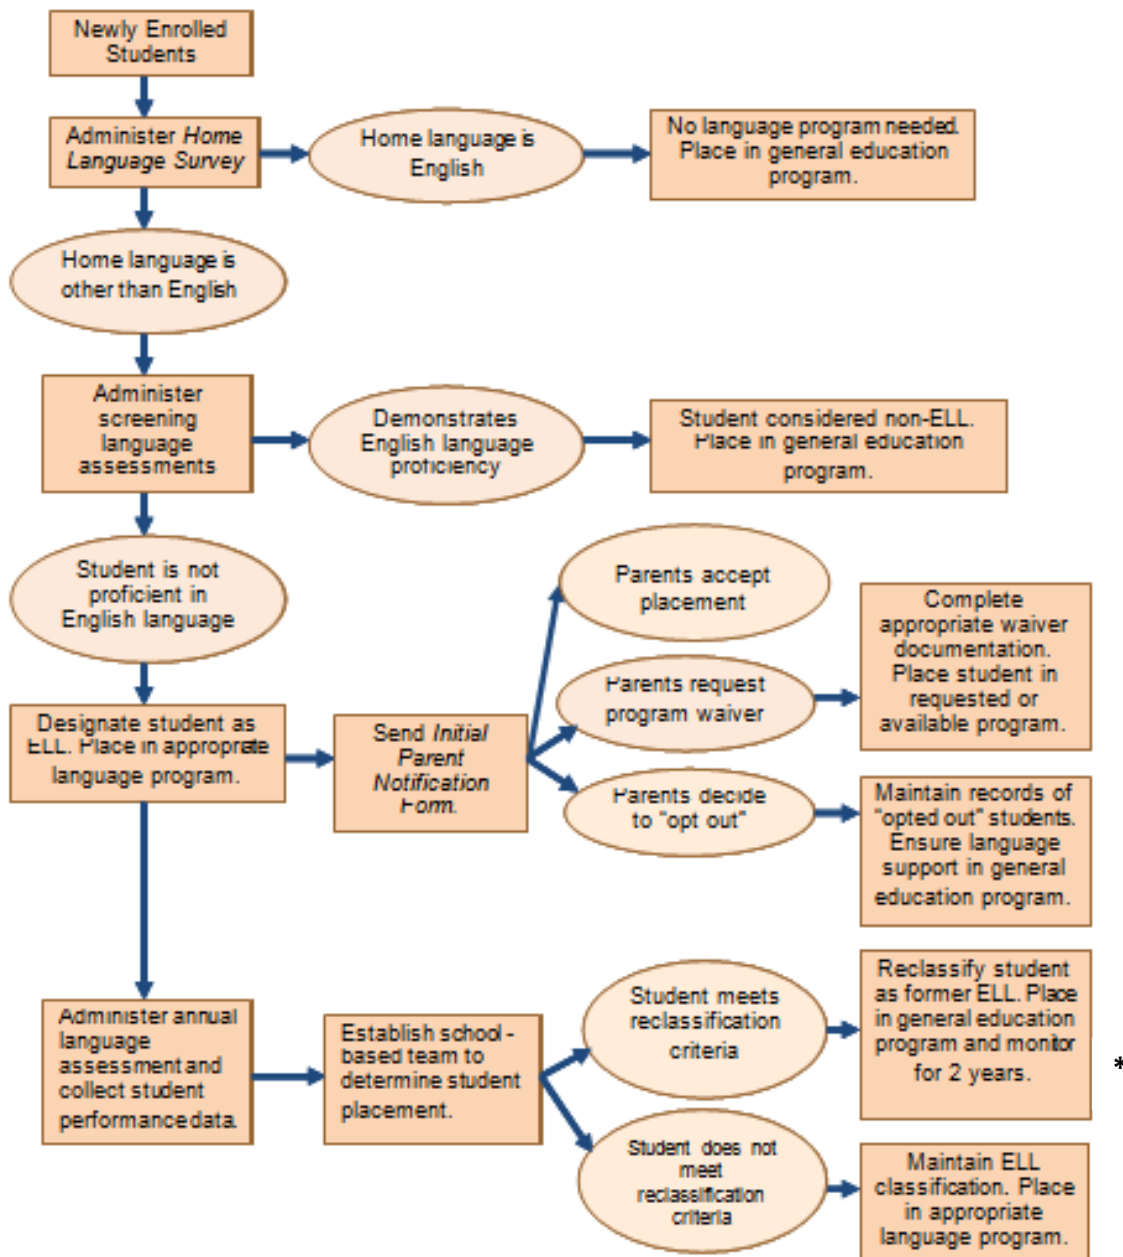 Newly Enrolled
Students
Administer Home
Language Survey
Home language is
English
No language program needed.
Place in general education
program.
Home language is
other than English
Administer
screening
language
assessments
Demonstrates
English language
proficiency
Student considered non-ELL.
Place in general education
program.
Student is not
proficient in
English language
Designate student as
ELL. Place in appropriate
language program.
Send Initial
Parent
Notification
Form.
Parents accept
placement
Parents request
program waiver
Complete
appropriate waiver
documentation.
Place student in
requested or
available program.
Parents decide
to "opt out"
Maintain records of
"opted out" students.
Ensure language
support in general
education program.
Administer annual
language
assessment and
collect student
performance data.
Establish school-
based team to
determine student
placement.
Student meets
reclassification
criteria
Reclassify student
as former ELL. Place
in general education
program and monitor
for 2 years.
*
Student does not
meet
reclassification
criteria
Maintain ELL
classification. Place
in appropriate
language program.